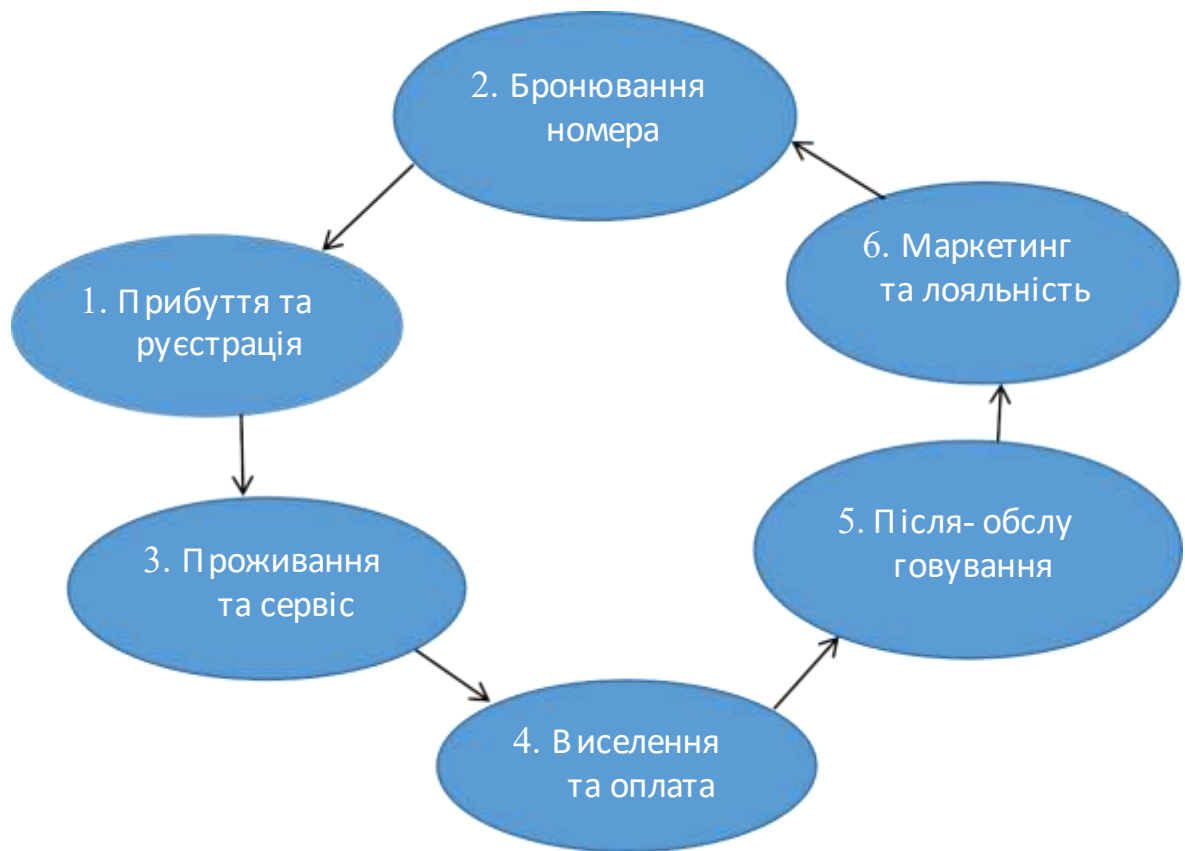 2. Бронювання
номера
6. Маркетинг
та лояльність
1. Прибуття та
руєстрація
5. Після- обслу
говування
3. Проживання
та сервіс
4. Виселення
та оплата